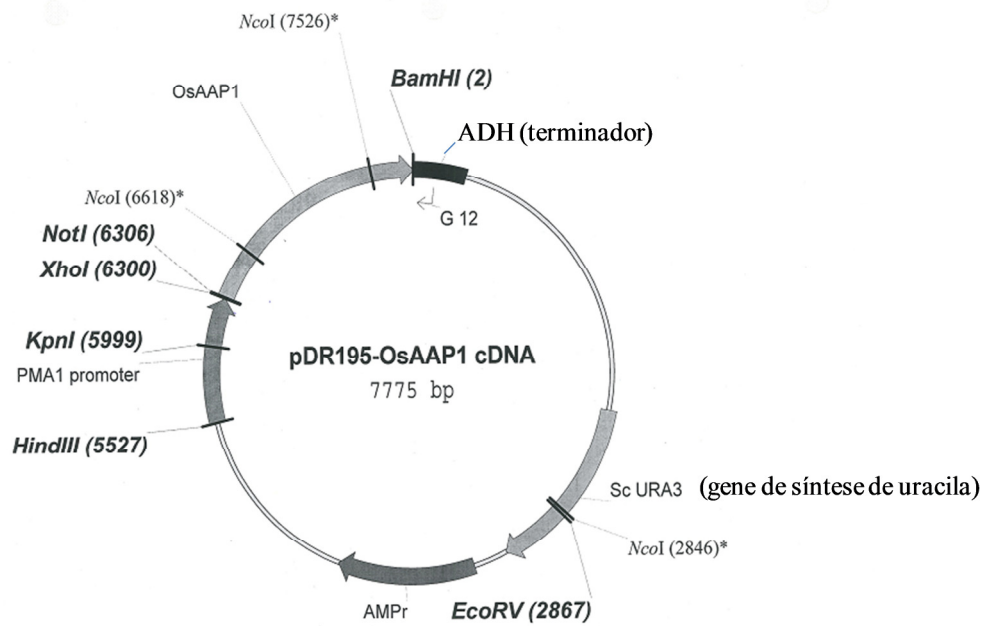 NcoI (7526)*
BamHI (2)
OsAAP1
ADH (terminador)
NcoI (6618)*
G 12
NotI (6306)
XhoI (6300)
KpnI (5999)
pDR195-OsAAP1 cDNA
PMA1 promoter
7775 bp
HindIII (5527)
Sc URA3 (gene de síntese de uracila)
NcoI (2846)*
AMPr
EcoRV (2867)